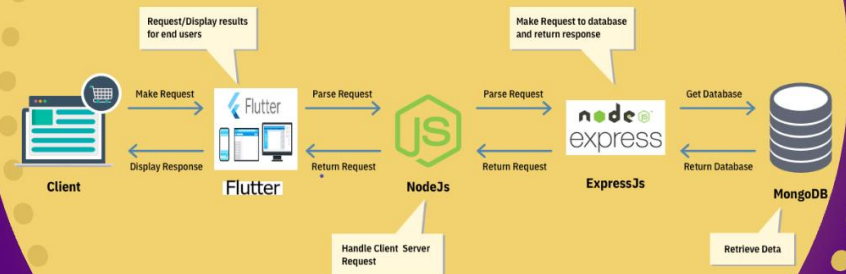 Request/Display results
for end users
Make Request to database
and return response
Make Request
Parse Request
Parse Request
Get Database
Flutter
JS
node JS
express
Display Response
Return Request
Return Request
Return Database
Client
Flutter
NodeJs
ExpressJs
MongoDB
Handle Client Server
Request
Retrieve Deta